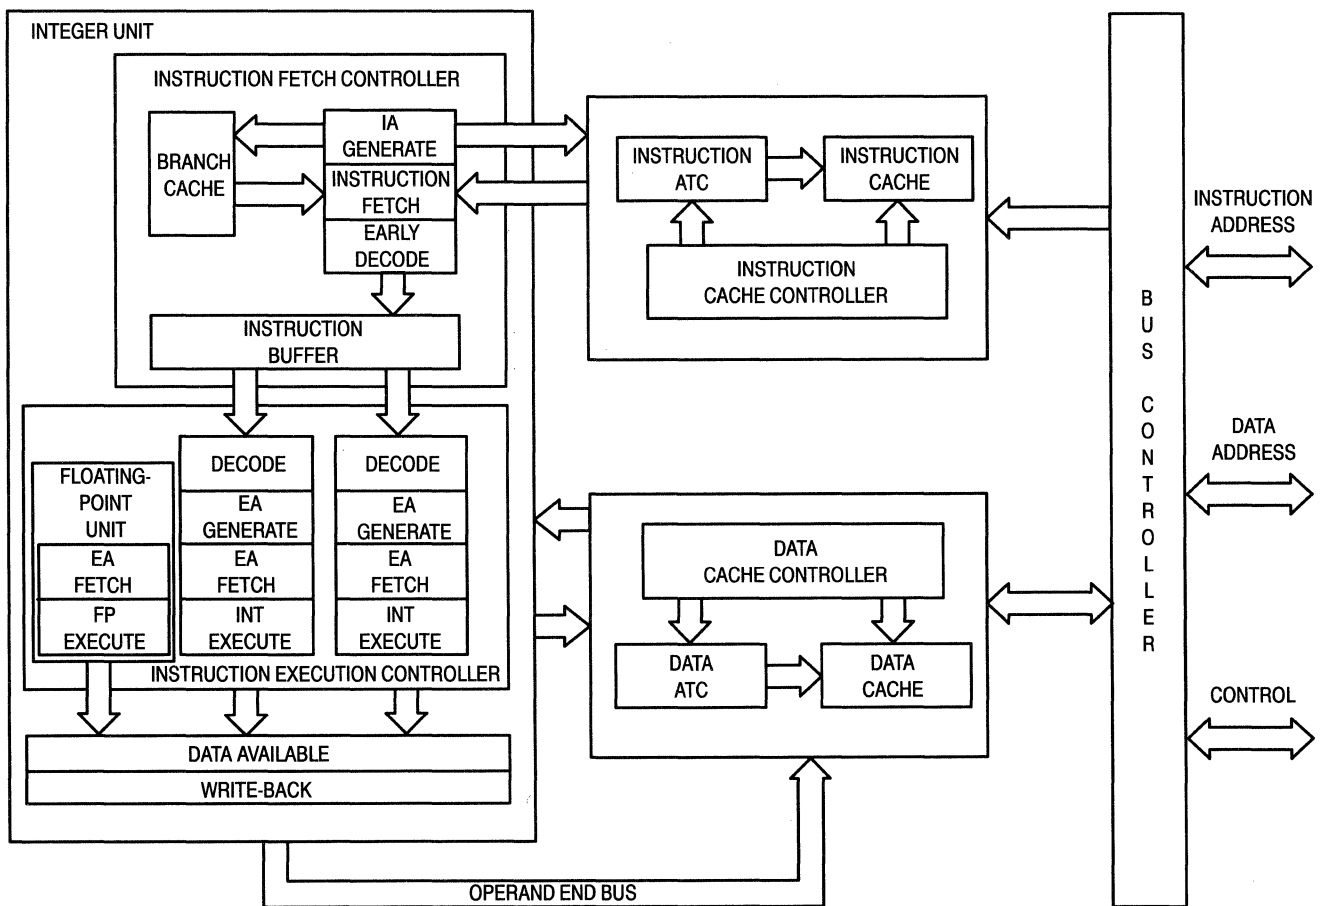 INTEGER UNIT
INSTRUCTION FETCH CONTROLLER
BRANCH
CACHE
IA
GENERATE
INSTRUCTION
FETCH
EARLY
DECODE
INSTRUCTION
BUFFER
INSTRUCTION
ATC
INSTRUCTION
CACHE
INSTRUCTION
CACHE CONTROLLER
FLOATING-
POINT
UNIT
EA
FETCH
FP
EXECUTE
DECODE
EA
GENERATE
EA
FETCH
INT
EXECUTE
DECODE
EA
GENERATE
EA
FETCH
INT
EXECUTE
INSTRUCTION EXECUTION CONTROLLER
DATA AVAILABLE
WRITE-BACK
DATA
CACHE CONTROLLER
DATA
ATC
DATA
CACHE
OPERAND END BUS
BUS CONTROLLER
INSTRUCTION
ADDRESS
DATA
ADDRESS
CONTROL